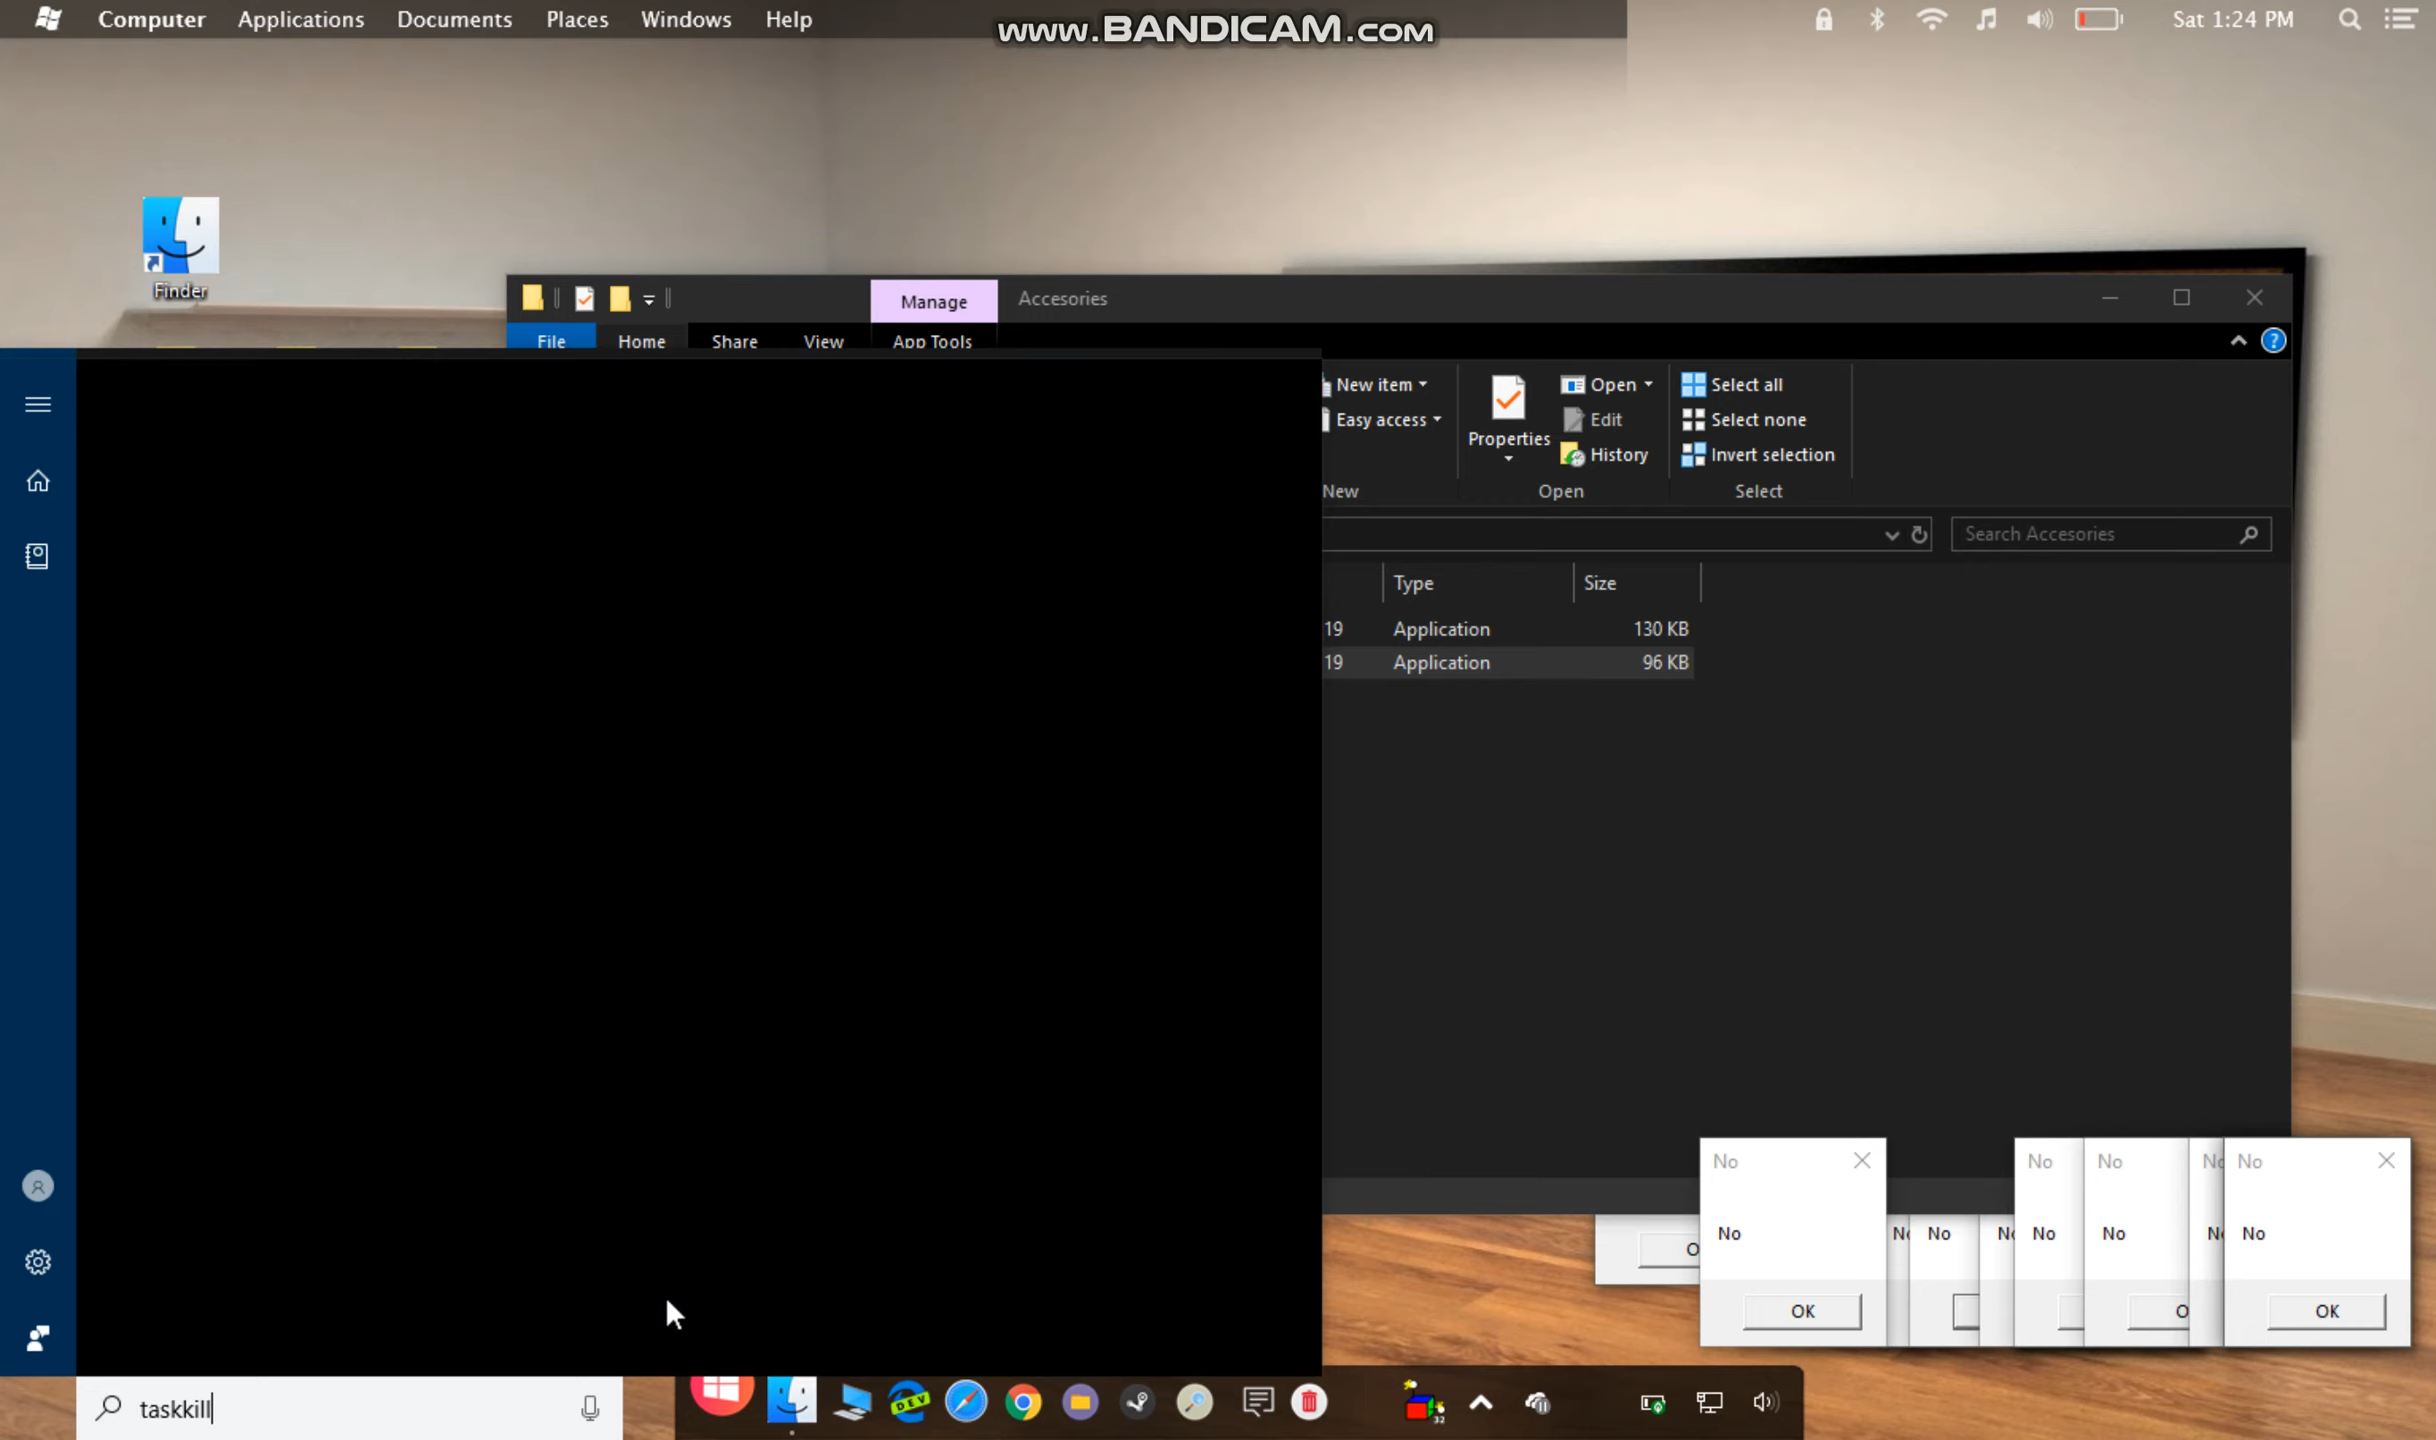 Computer Applications Documents Places Windows Help
www.BANDICAM.com
Sat 1:24 PM
Finder
Manage Accesories
File Home Share View App Tools
New item
Easy access
New
Properties
Open
Edit
History
Open
Select all
Select none
Invert selection
Select
Search Accesories
Type Size
19 Application 130 KB
19 Application 96 KB
No No No No
No No No No No
OK OK
taskkill
DEV
32